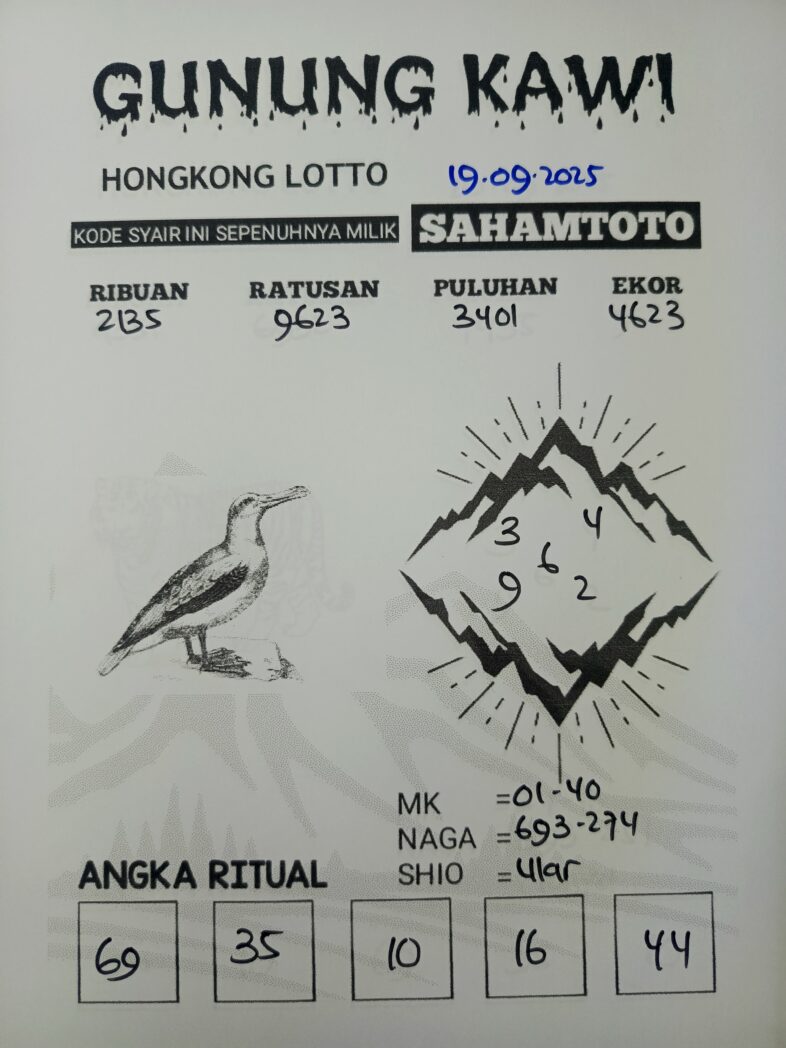 GUNUNG KAWI
HONGKONG LOTTO 19.09.2025
KODE SYAIR INI SEPENUHNYA MILIK SAHAMTOTO
RIBUAN RATUSAN PULUHAN EKOR
2135 9623 3401 4623
3 4
6
9 2
MK =01-40
NAGA =693-274
SHIO =Ular
ANGKA RITUAL
69 35 10 16 44